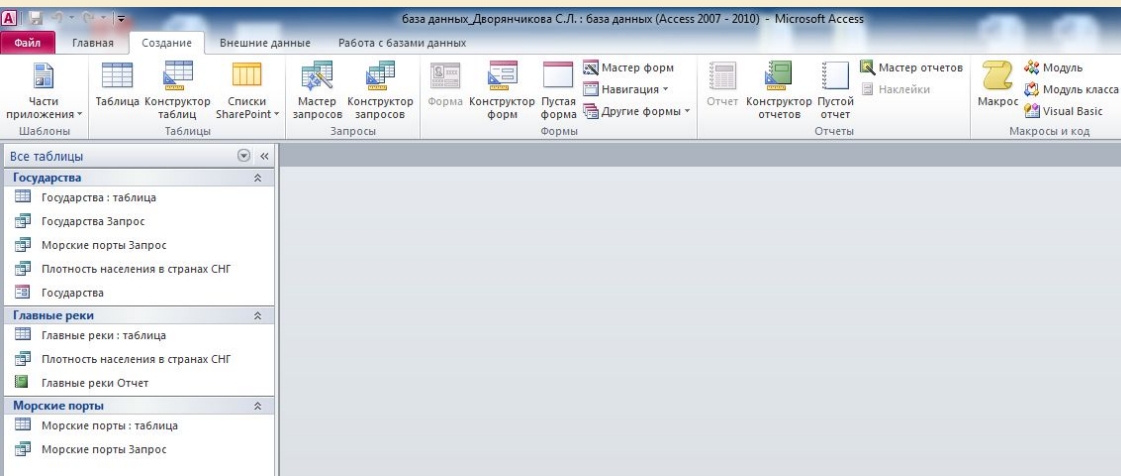 база данных_Дворянчикова С.Л. : база данных (Access 2007 - 2010) - Microsoft Access
Файл Главная Создание Внешние данные Работа с базами данных
Части приложения
Шаблоны
Таблица
Конструктор таблиц
Списки SharePoint
Таблицы
Мастер запросов
Конструктор запросов
Запросы
Форма
Конструктор форм
Пустая форма
Мастер форм
Навигация
Другие формы
Формы
Отчет
Конструктор отчетов
Пустой отчет
Мастер отчетов
Наклейки
Отчеты
Макрос
Модуль
Модуль класса
Visual Basic
Макросы и код
Все таблицы
Государства
Государства : таблица
Государства Запрос
Морские порты Запрос
Плотность населения в странах СНГ
Государства
Главные реки
Главные реки : таблица
Плотность населения в странах СНГ
Главные реки Отчет
Морские порты
Морские порты : таблица
Морские порты Запрос